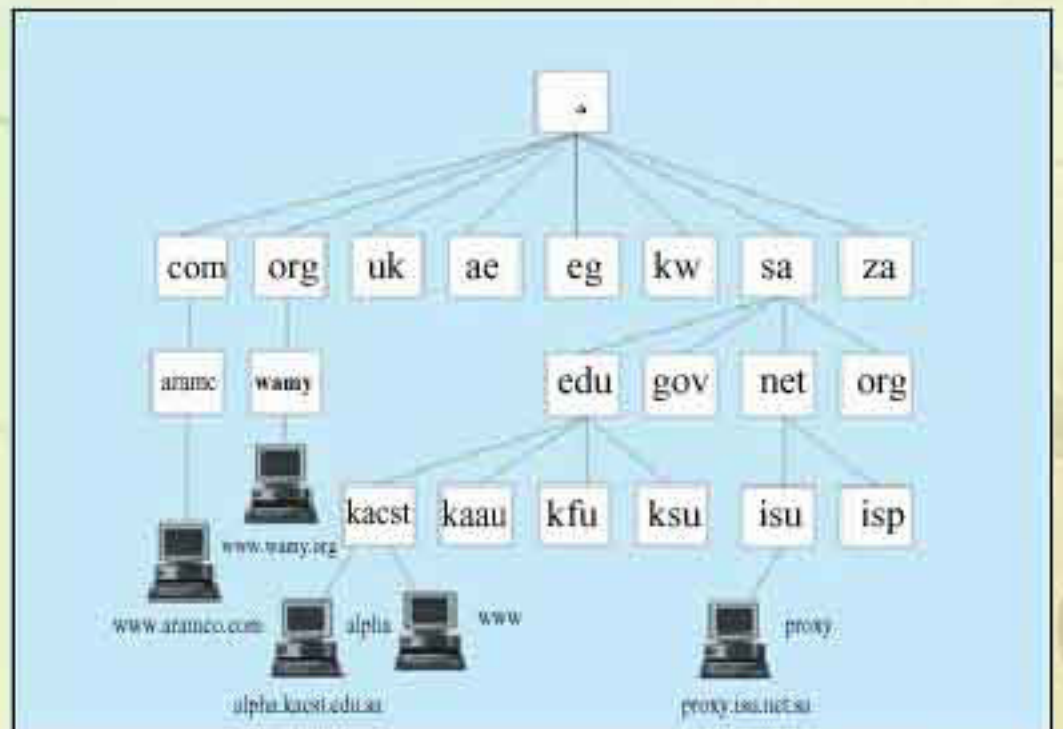 .
com org uk ae eg kw sa za
aramc wamy edu gov net org
kacst kaau kfu ksu isu isp
www.wamy.org
www.aramco.com alpha www proxy
alpha.kacst.edu.sa proxy.isu.net.sa